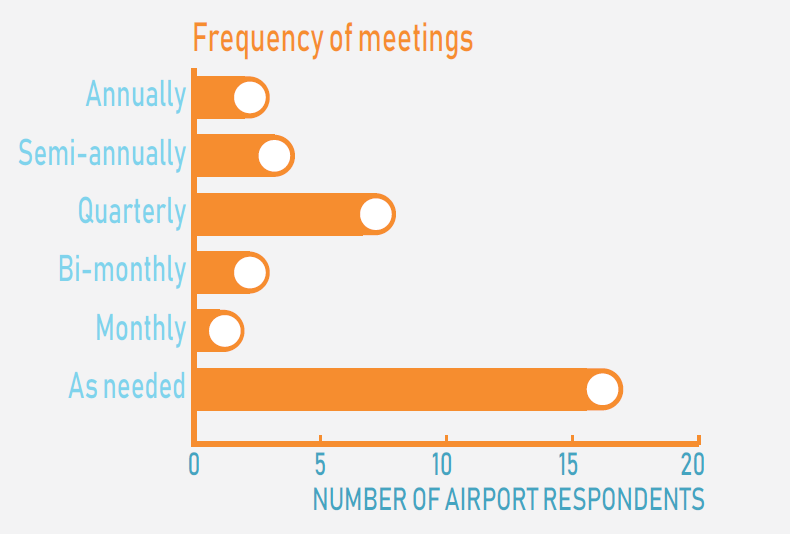 Frequency of meetings
Annually
Semi-annually
Quarterly
Bi-monthly
Monthly
As needed
0 5 10 15 20
NUMBER OF AIRPORT RESPONDENTS